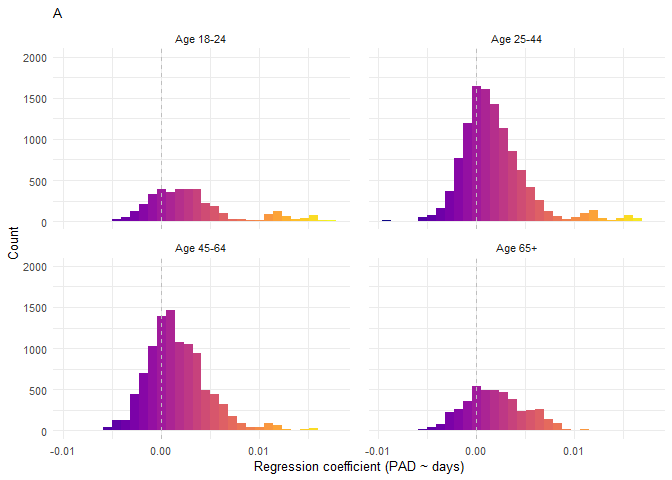 A
Age 18-24
Age 25-44
2000
1500
1000
500
0
Count
Age 45-64
Age 65+
2000
1500
1000
500
0
-0.01
0.00
0.01
-0.01
0.00
0.01
Regression coefficient (PAD ~ days)